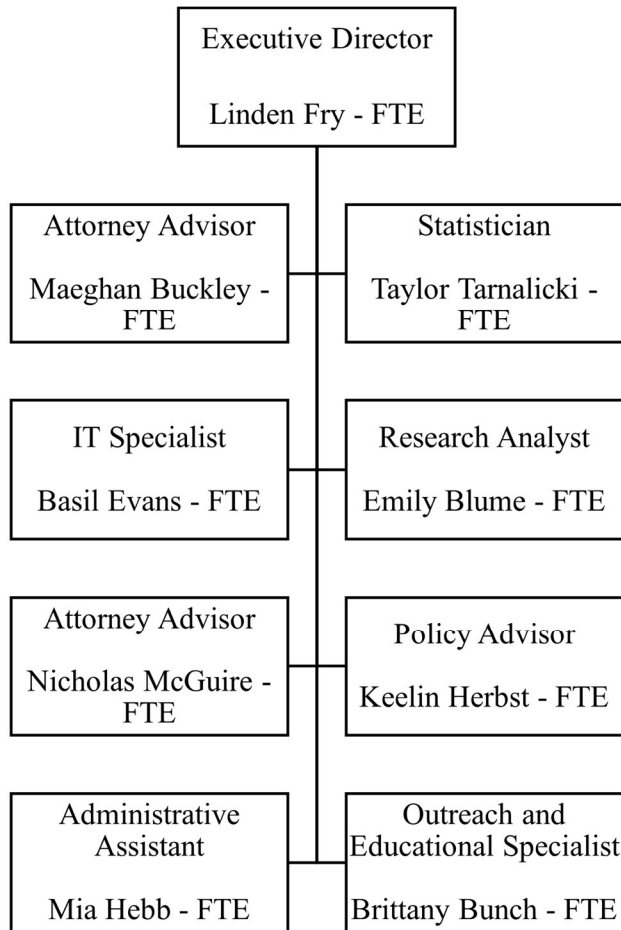 Executive Director
Linden Fry - FTE
Attorney Advisor
Maeghan Buckley -
FTE
Statistician
Taylor Tarnalicki -
FTE
IT Specialist
Basil Evans - FTE
Research Analyst
Emily Blume - FTE
Attorney Advisor
Nicholas McGuire -
FTE
Policy Advisor
Keelin Herbst - FTE
Administrative
Assistant
Mia Hebb - FTE
Outreach and
Educational Specialist
Brittany Bunch - FTE